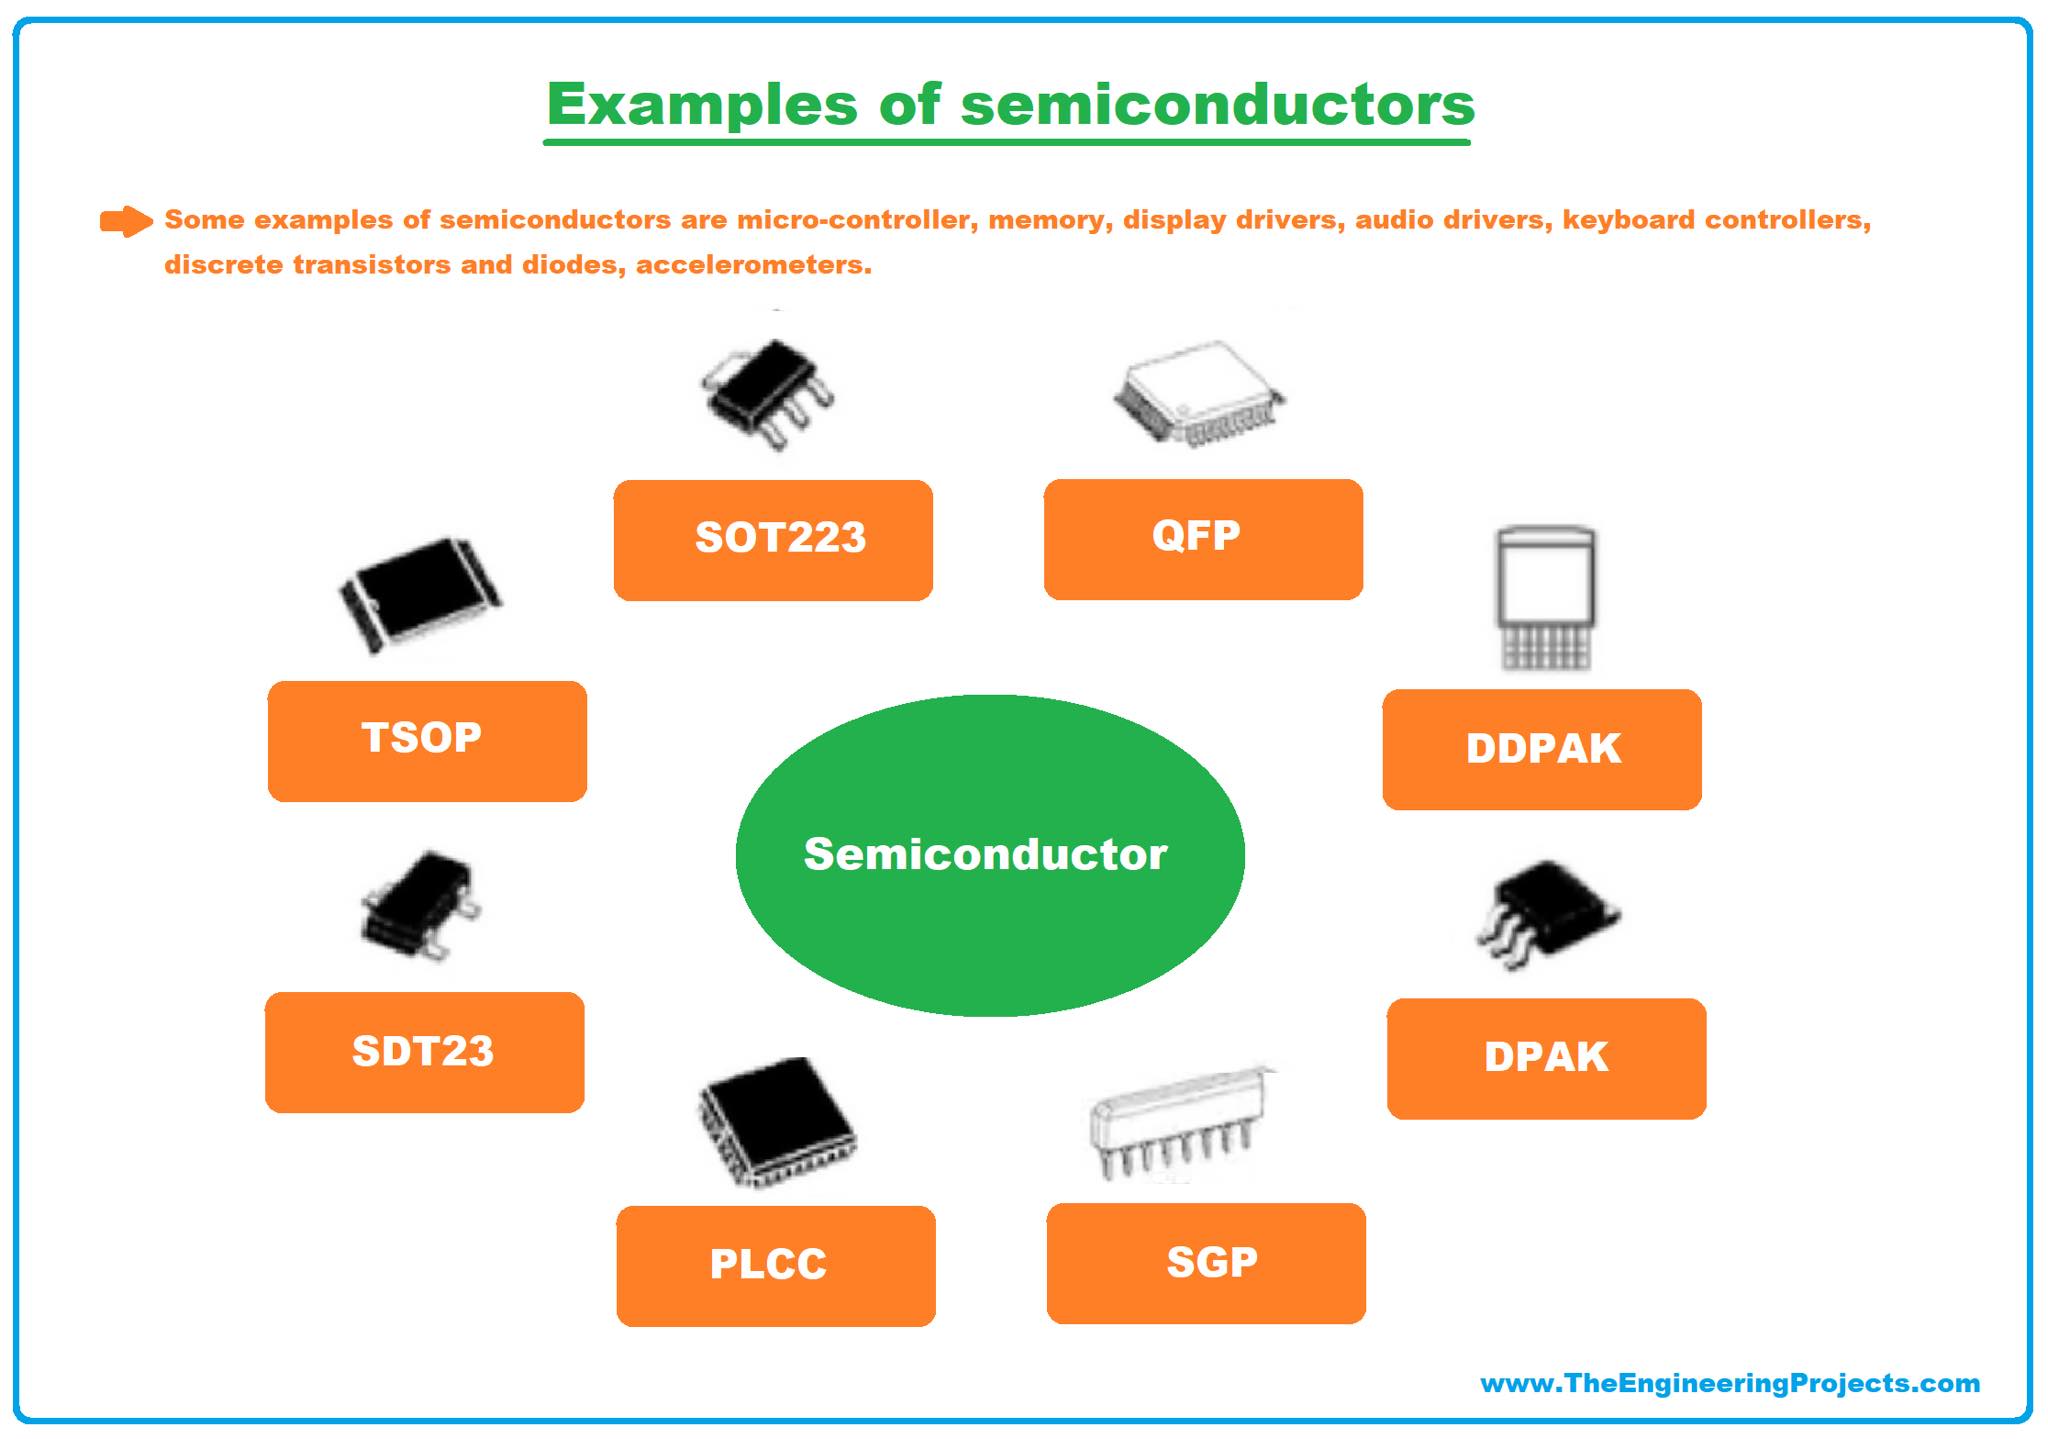 Examples of semiconductors
Some examples of semiconductors are micro-controller, memory, display drivers, audio drivers, keyboard controllers,
discrete transistors and diodes, accelerometers.
SOT223
QFP
TSOP
DDPAK
Semiconductor
SDT23
DPAK
PLCC
SGP
www.TheEngineeringProjects.com